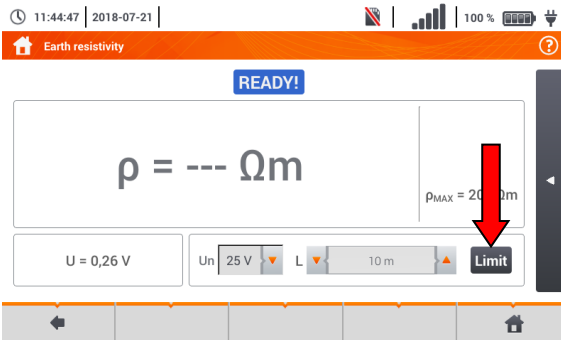 11:44:47 2018-07-21 100 %
Earth resistivity ?
READY!
ρ = --- Ωm
ρMAX = 20 Ωm
U = 0,26 V
Un 25 V L 10 m Limit